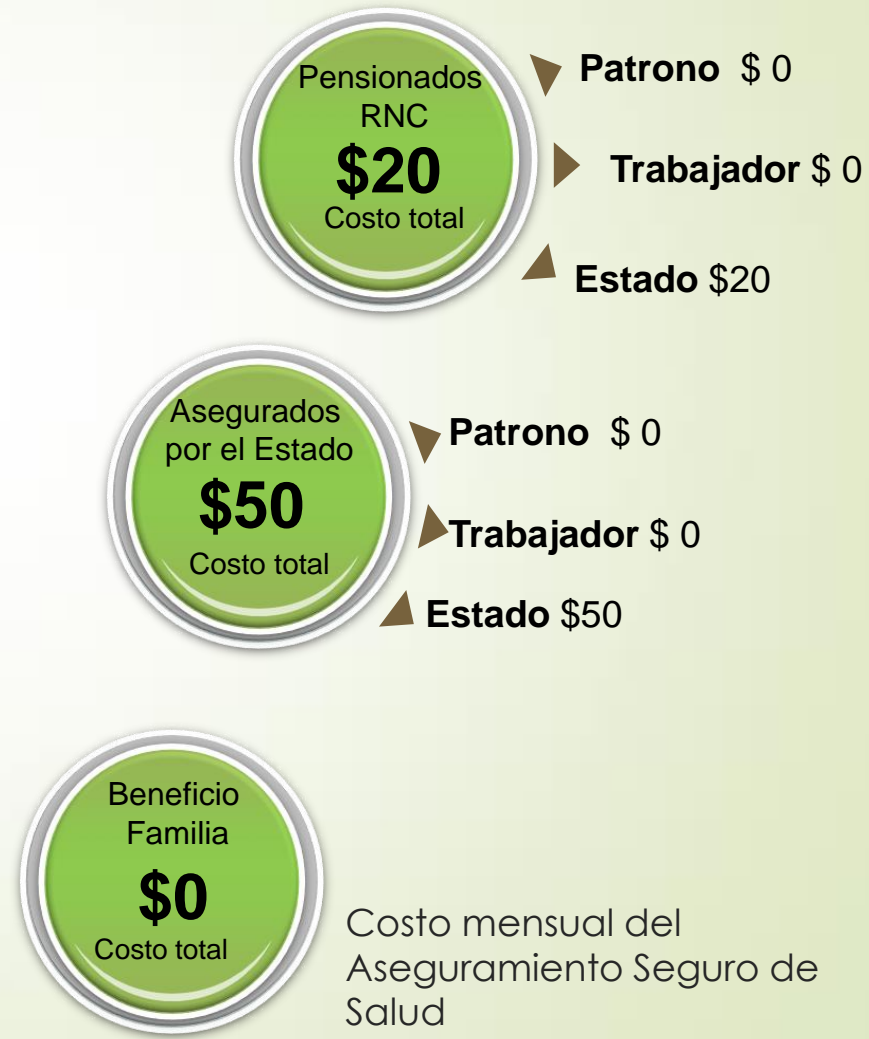 Pensionados
RNC
$20
Costo total
Patrono $ 0
Trabajador $ 0
Estado $20
Asegurados
por el Estado
$50
Costo total
Patrono $ 0
Trabajador $ 0
Estado $50
Beneficio
Familia
$0
Costo total
Costo mensual del
Aseguramiento Seguro de
Salud